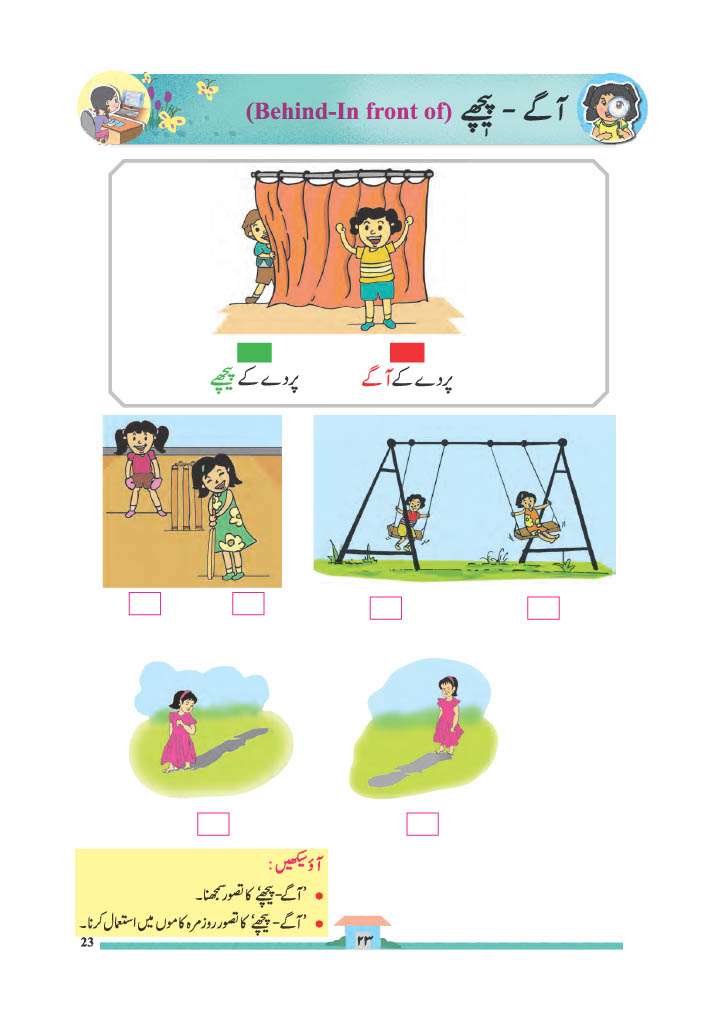 آگے - پیچھے (Behind-In front of)
پردے کے آگے
پردے کے پیچھے
آؤ سیکھیں :
• ’آگے - پیچھے‘ کا تصور سمجھنا۔
• ’آگے - پیچھے‘ کا تصور روزمرہ کاموں میں استعمال کرنا۔
23
۲۳